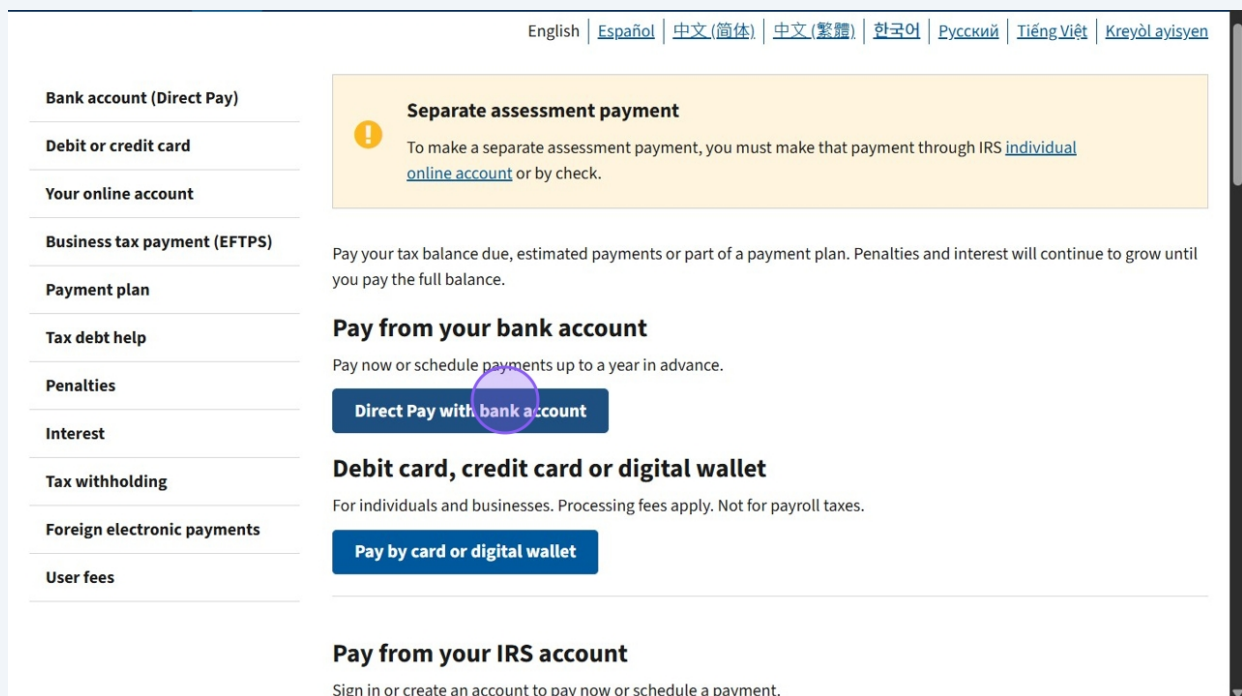 English Español 中文 (简体) 中文 (繁體) 한국어 Русский Tiếng Việt Kreyòl ayisyen
Bank account (Direct Pay)
Debit or credit card
Your online account
Business tax payment (EFTPS)
Payment plan
Tax debt help
Penalties
Interest
Tax withholding
Foreign electronic payments
User fees
Separate assessment payment
To make a separate assessment payment, you must make that payment through IRS individual
online account or by check.
Pay your tax balance due, estimated payments or part of a payment plan. Penalties and interest will continue to grow until
you pay the full balance.
Pay from your bank account
Pay now or schedule payments up to a year in advance.
Direct Pay with bank account
Debit card, credit card or digital wallet
For individuals and businesses. Processing fees apply. Not for payroll taxes.
Pay by card or digital wallet
Pay from your IRS account
Sign in or create an account to pay now or schedule a payment.